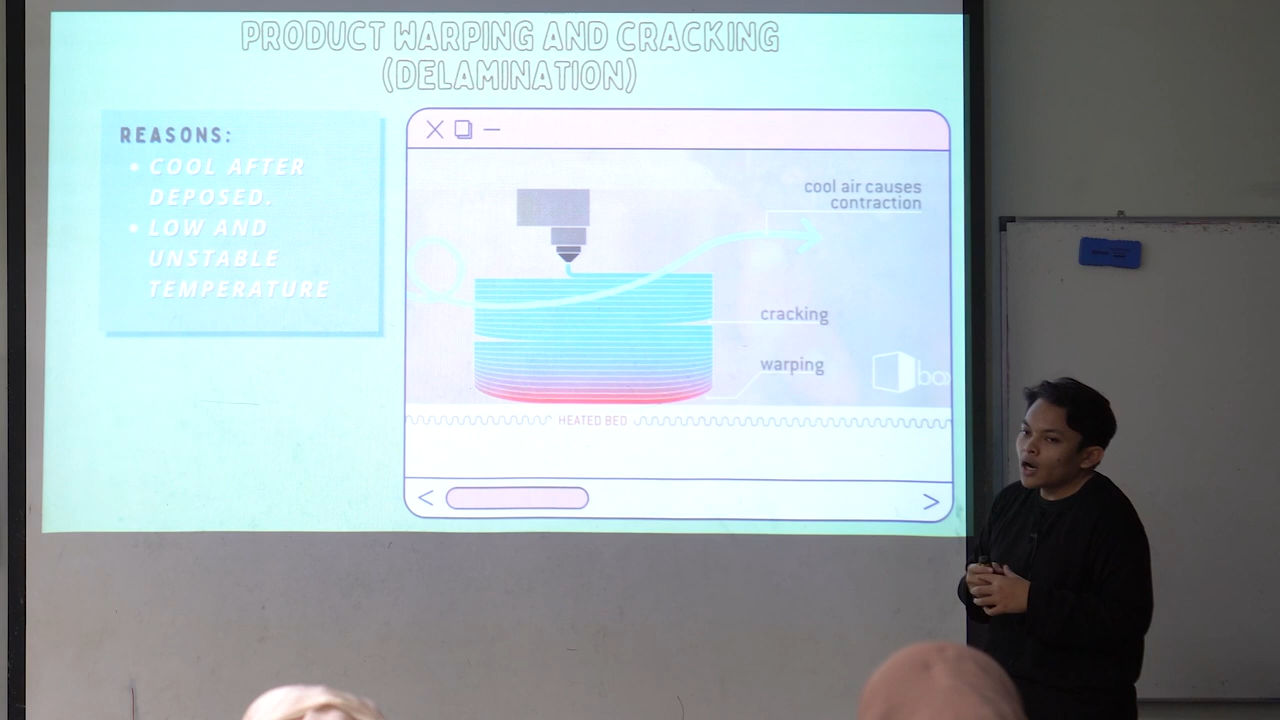 PRODUCT WARPING AND CRACKING
(DELAMINATION)
REASONS:
• COOL AFTER
DEPOSED.
• LOW AND
UNSTABLE
TEMPERATURE
cool air causes
contraction
cracking
warping
box
HEATED BED